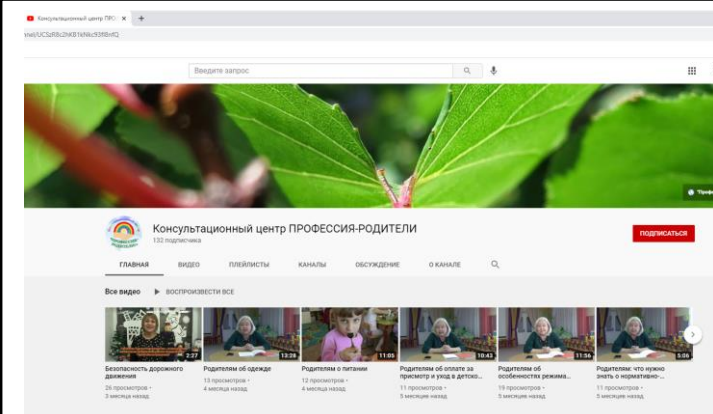 Консультационный центр ПРО
Введите запрос
Консультационный центр ПРОФЕССИЯ-РОДИТЕЛИ
132 подписчика
ПОДПИСАТЬСЯ
ГЛАВНАЯ ВИДЕО ПЛЕЙЛИСТЫ КАНАЛЫ ОБСУЖДЕНИЕ О КАНАЛЕ
Все видео ВОСПРОИЗВЕСТИ ВСЕ
2:27 13:28 11:05 10:43 11:56 5:06
Безопасность дорожного движения
26 просмотров •
3 месяца назад
Родителям об одежде
13 просмотров •
4 месяца назад
Родителям о питании
12 просмотров •
4 месяца назад
Родителям об оплате за
присмотр и уход в детско...
11 просмотров •
5 месяцев назад
Родителям об
особенностях режима...
19 просмотров •
5 месяцев назад
Родителям: что нужно
знать о нормативно-...
11 просмотров •
5 месяцев назад